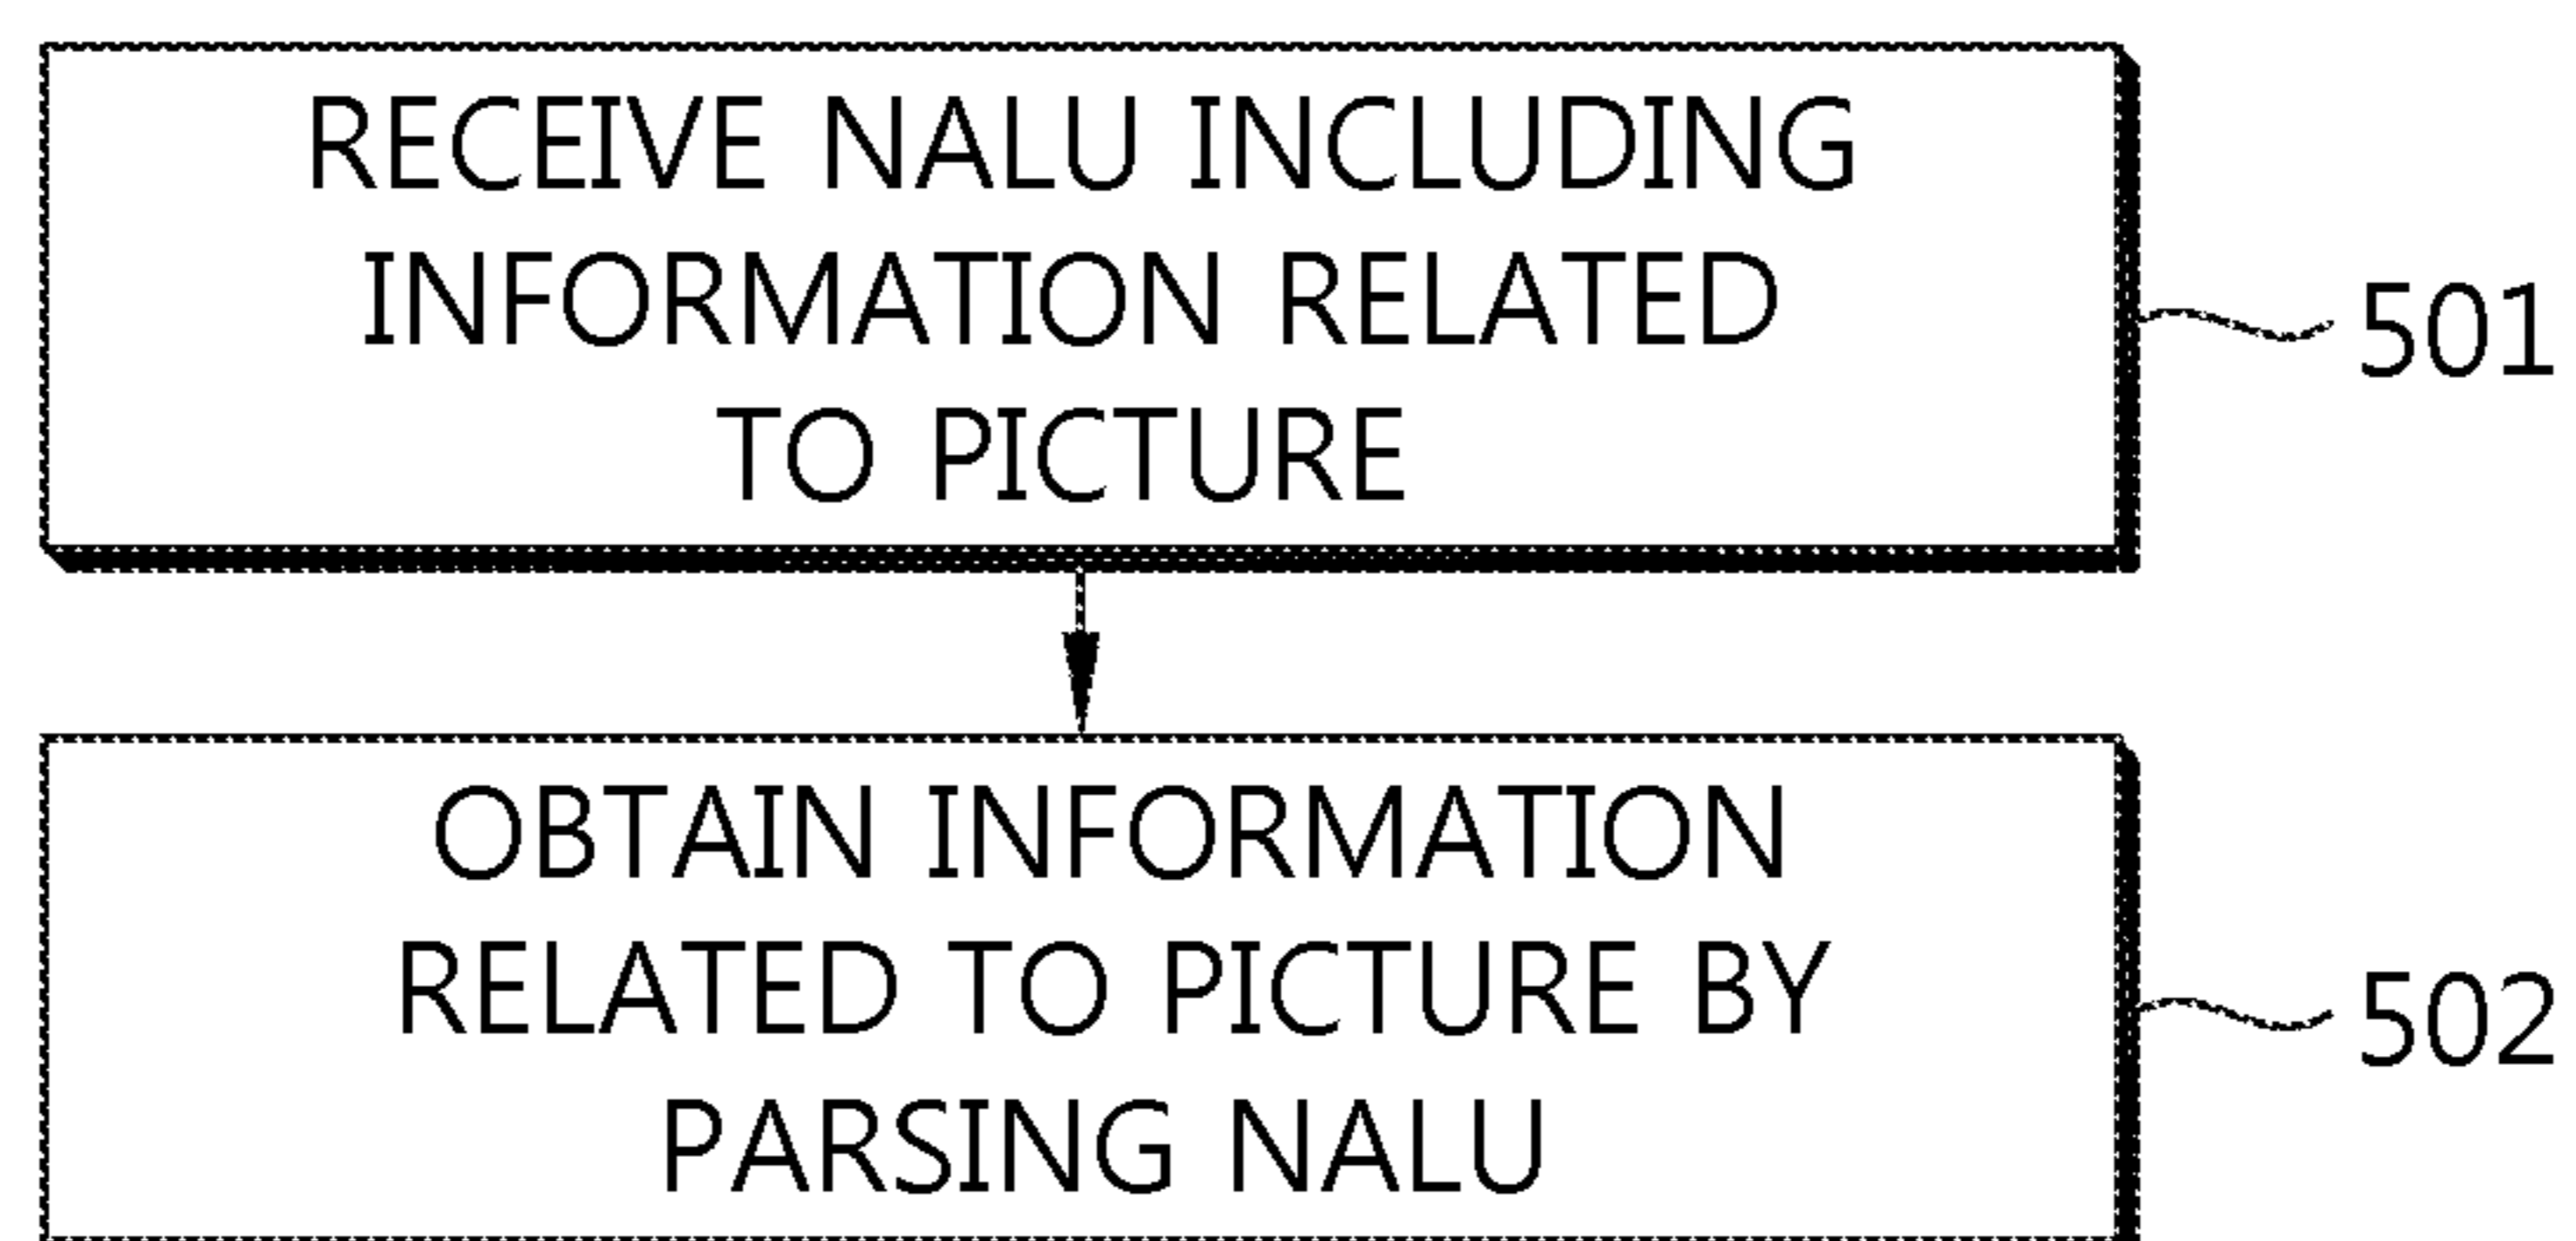 RECEIVE NALU INCLUDING
INFORMATION RELATED
TO PICTURE
501
OBTAIN INFORMATION
RELATED TO PICTURE BY
PARSING NALU
502